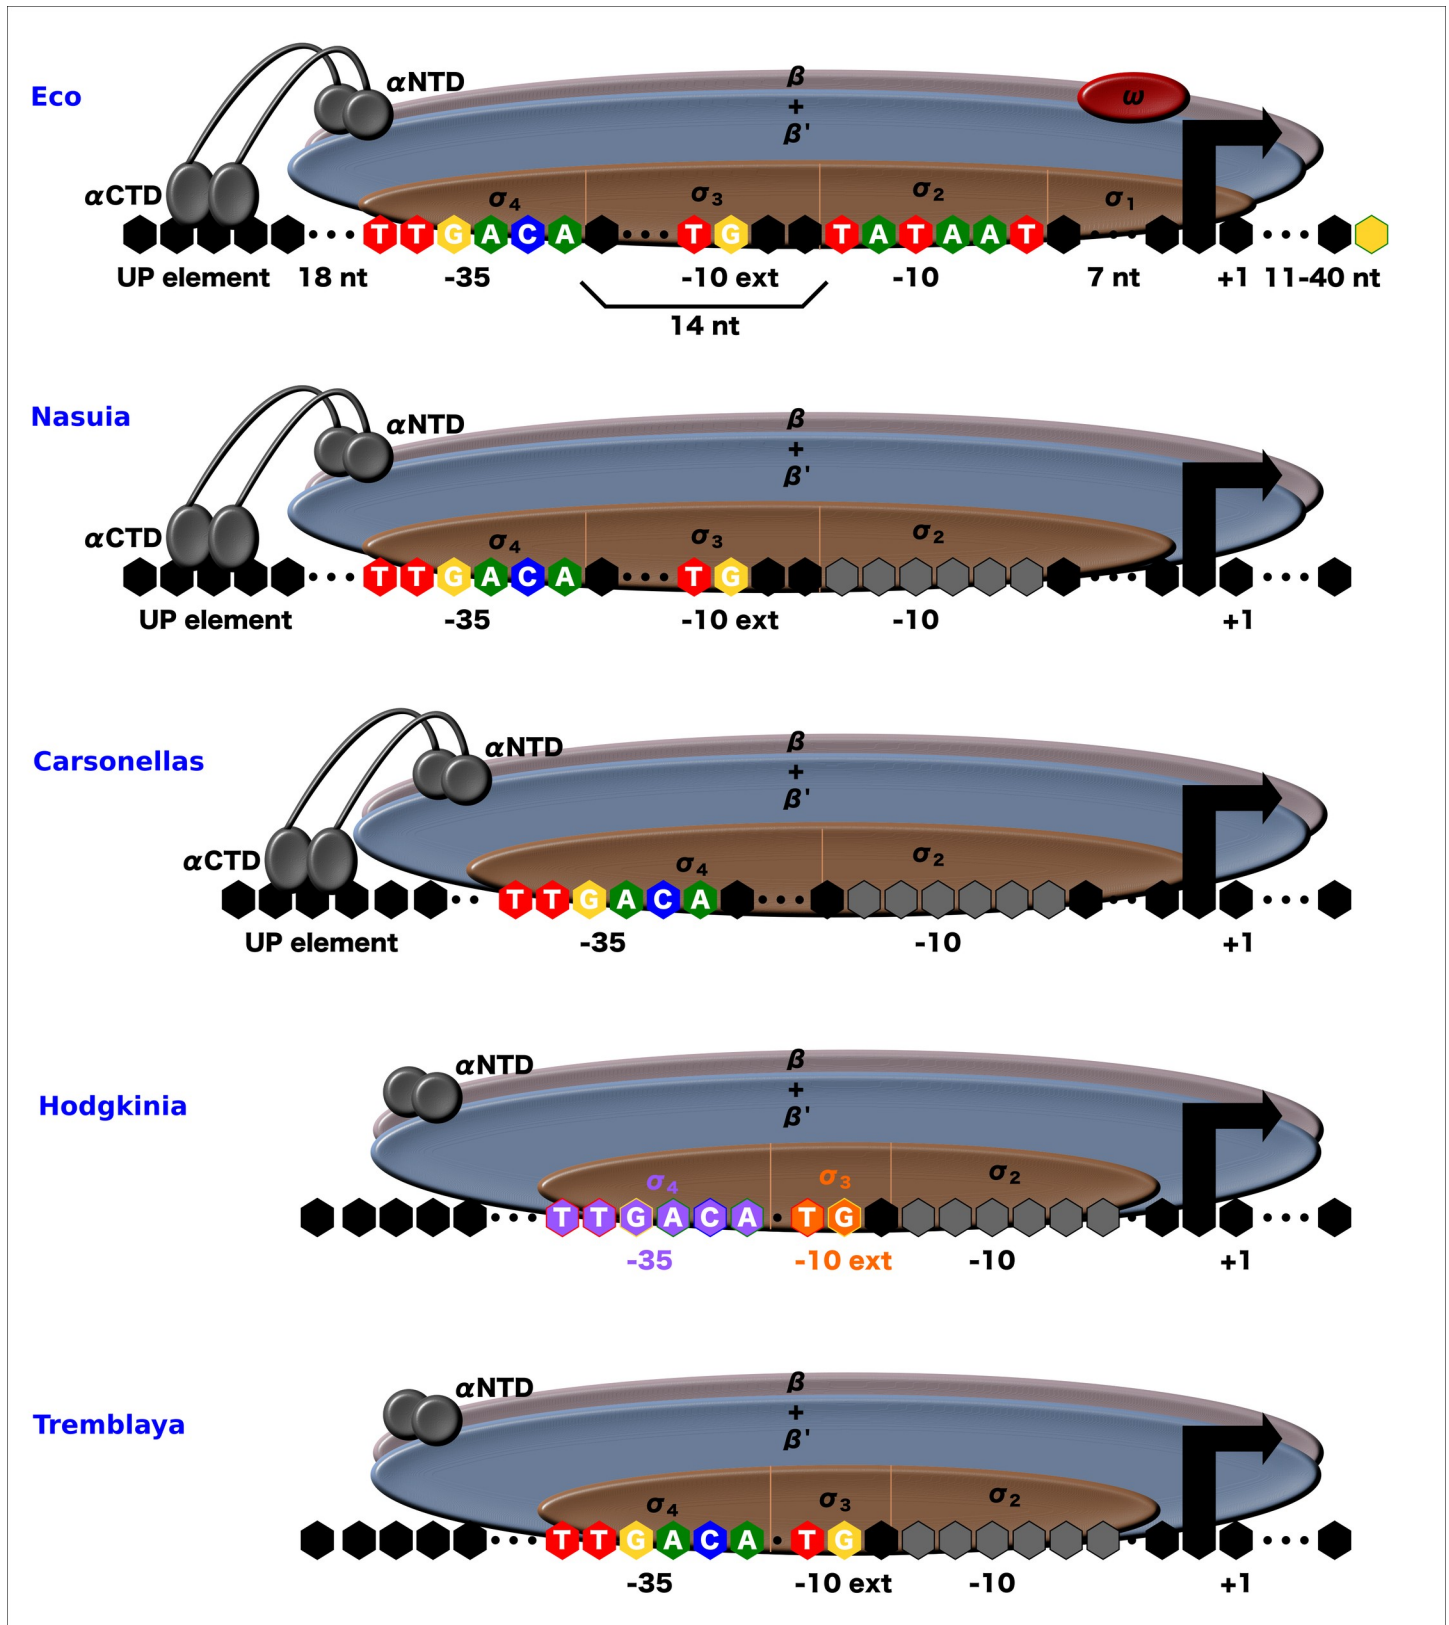 Eco
αNTD
β
+
β'
ω
αCTD
σ4
σ3
σ2
σ1
TTGACA TG TATAAT
UP element 18 nt -35 -10 ext -10 7 nt +1 11-40 nt
14 nt
Nasuia
αNTD
β
+
β'
αCTD
σ4
σ3
σ2
TTGACA TG
UP element -35 -10 ext -10 +1
Carsonellas
αNTD
β
+
β'
αCTD
σ4
σ2
TTGACA
UP element -35 -10 +1
Hodgkinia
αNTD
β
+
β'
σ4
σ3
σ2
TTGACA TG
-35 -10 ext -10 +1
Tremblaya
αNTD
β
+
β'
σ4
σ3
σ2
TTGACA TG
-35 -10 ext -10 +1